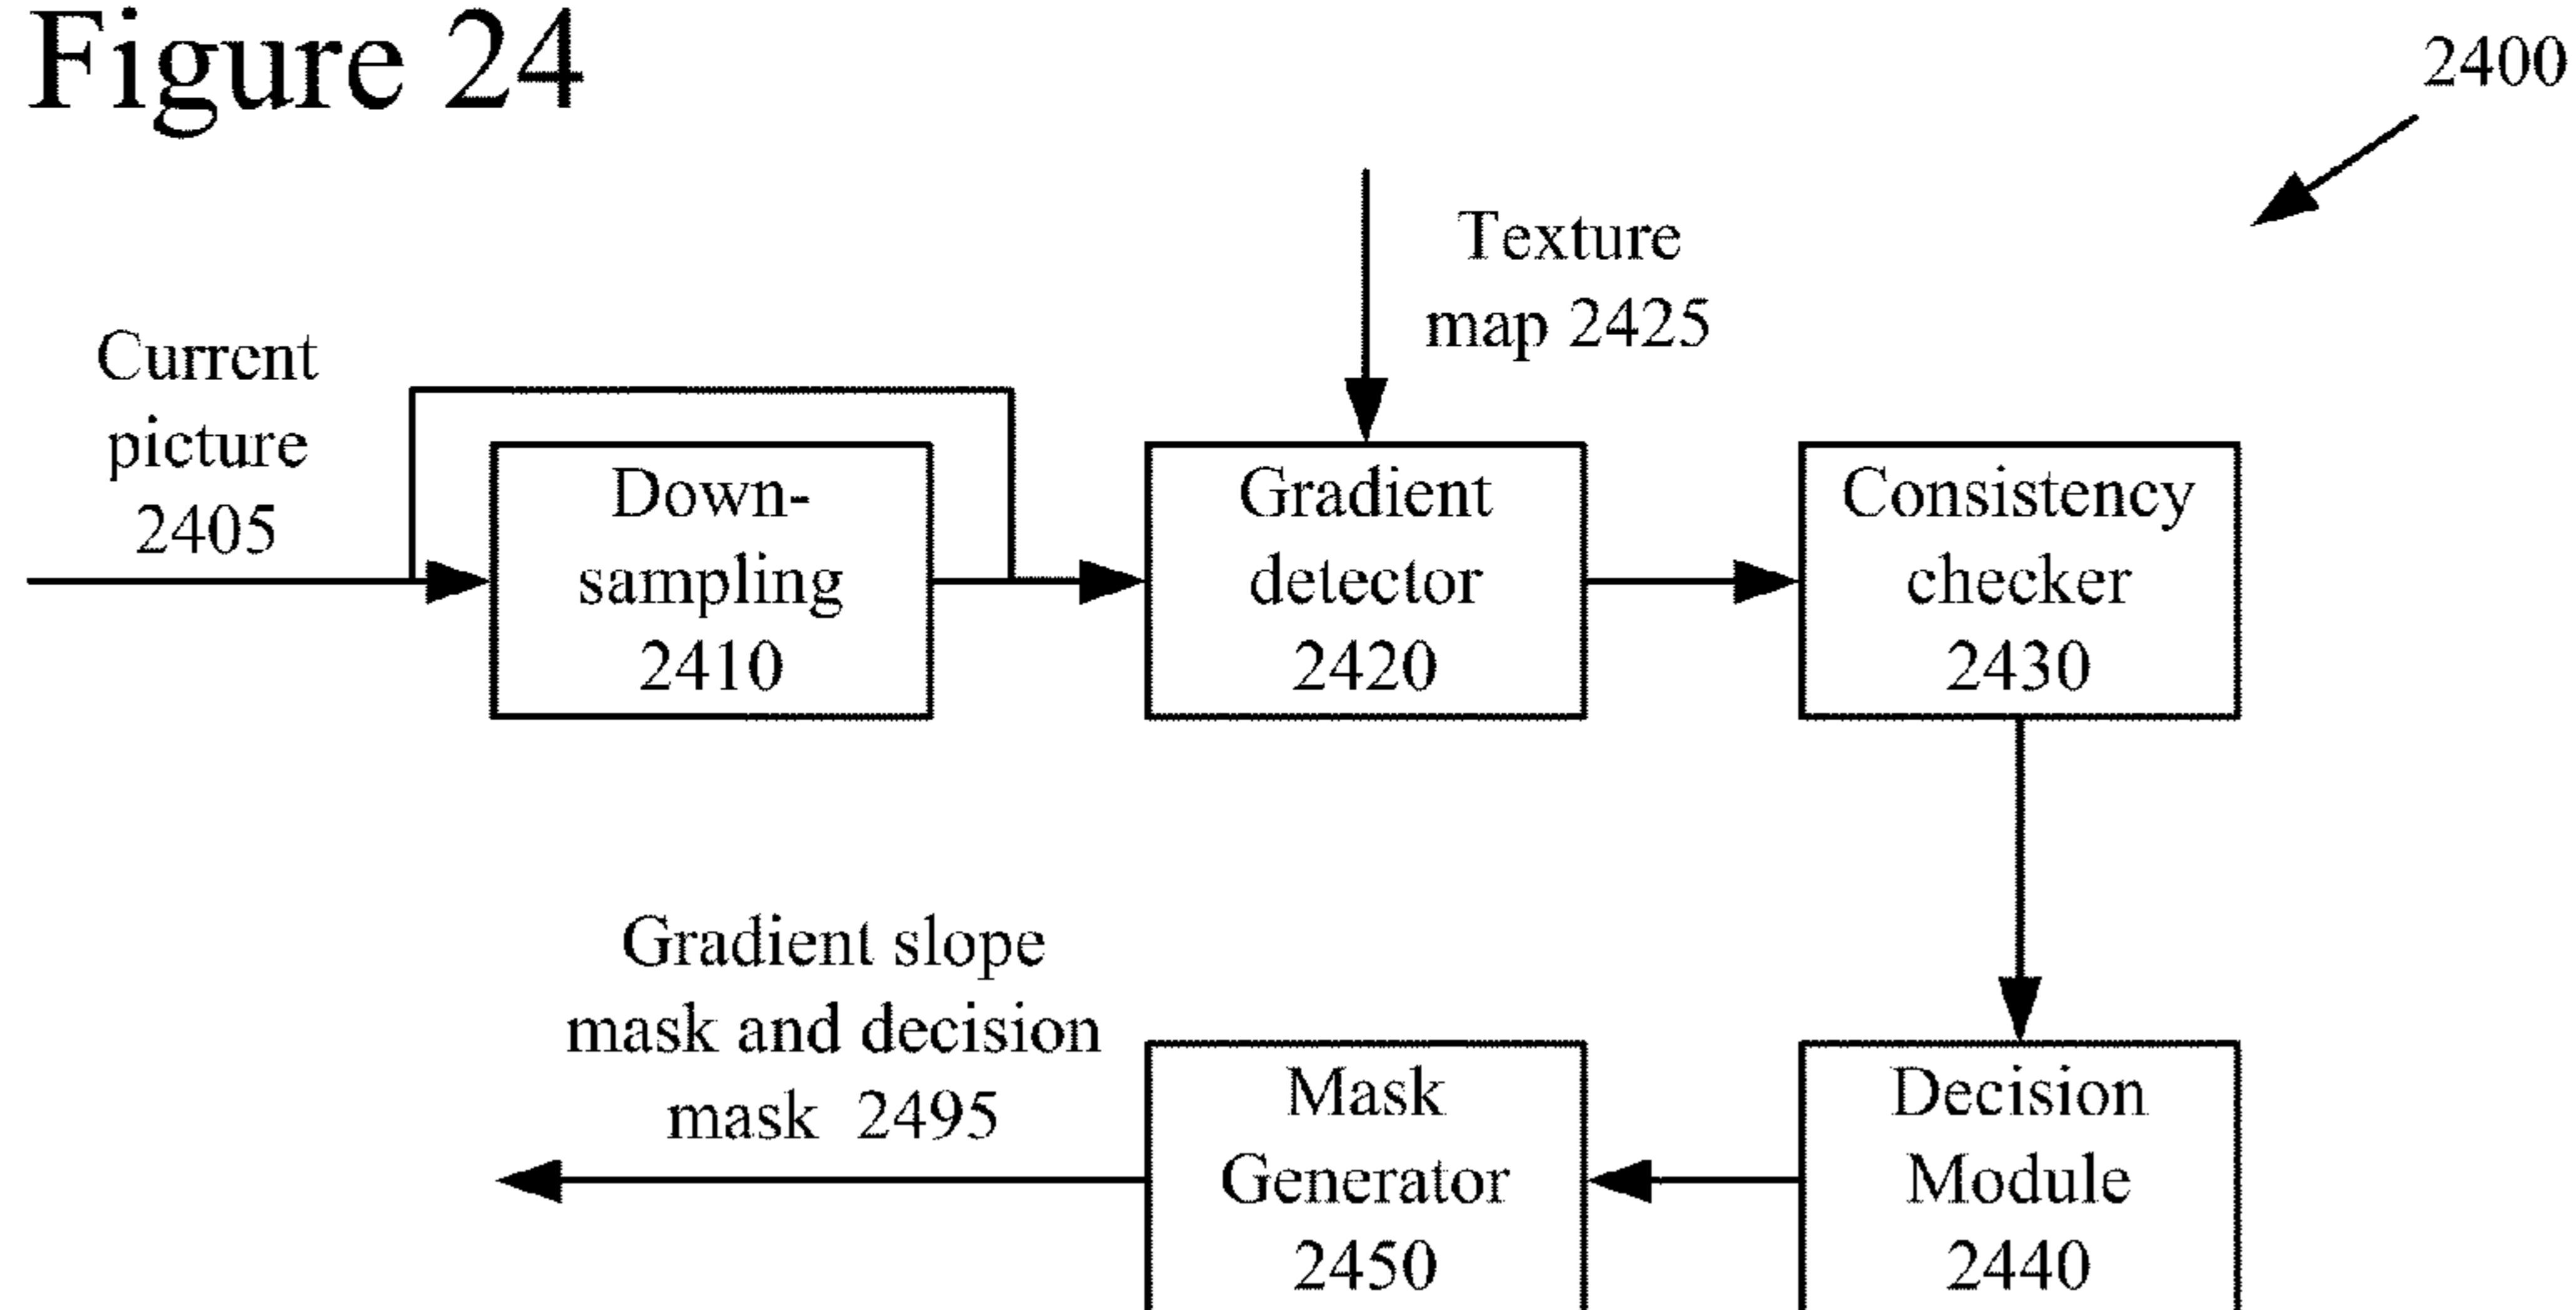 Figure 24
2400
Texture
map 2425
Current
picture
2405
Down-
sampling
2410
Gradient
detector
2420
Consistency
checker
2430
Gradient slope
mask and decision
mask 2495
Mask
Generator
2450
Decision
Module
2440